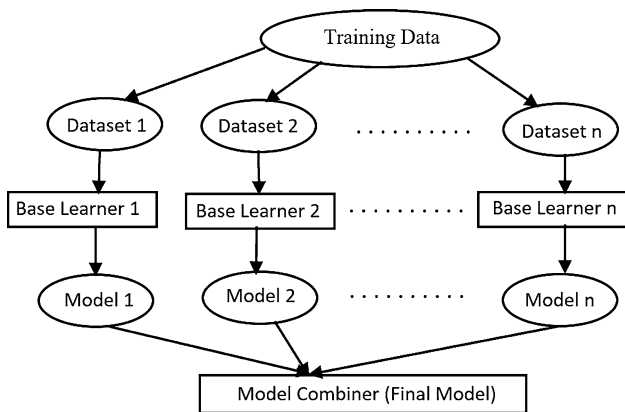 Training Data
Dataset 1
Dataset 2
. . . . . . . . . .
Dataset n
Base Learner 1
Base Learner 2
. . . . . . . . . .
Base Learner n
Model 1
Model 2
. . . . . . . . . .
Model n
Model Combiner (Final Model)